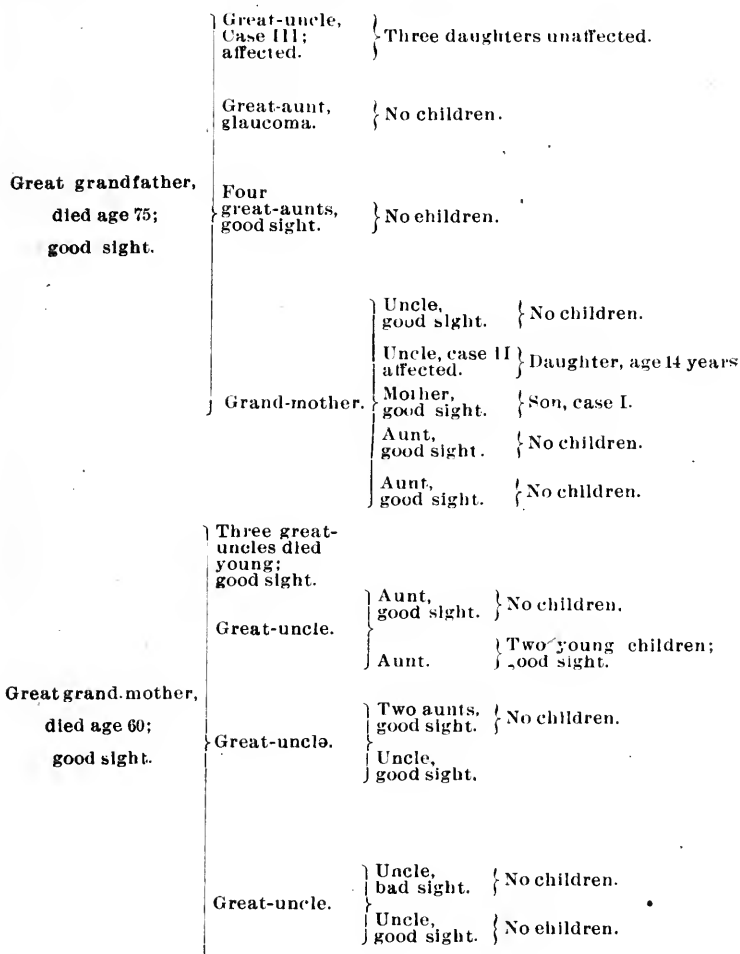 Great-uncle,
Case III;
affected.
Three daughters unaffected.
Great-aunt,
glaucoma.
No children.
Great grandfather,
died age 75;
good sight.
Four
great-aunts,
good sight.
No children.
Uncle,
good sight.
No children.
Uncle, case II
affected.
Daughter, age 14 years
Grand-mother.
Mother,
good sight.
Son, case I.
Aunt,
good sight.
No children.
Aunt,
good sight.
No children.
Three great-
uncles died
young;
good sight.
Great-uncle.
Aunt,
good sight.
No children.
Aunt.
Two young children;
good sight.
Great grand-mother,
died age 60;
good sight.
Great-uncle.
Two aunts,
good sight.
No children.
Uncle,
good sight.
Great-uncle.
Uncle,
bad sight.
No children.
Uncle,
good sight.
No children.